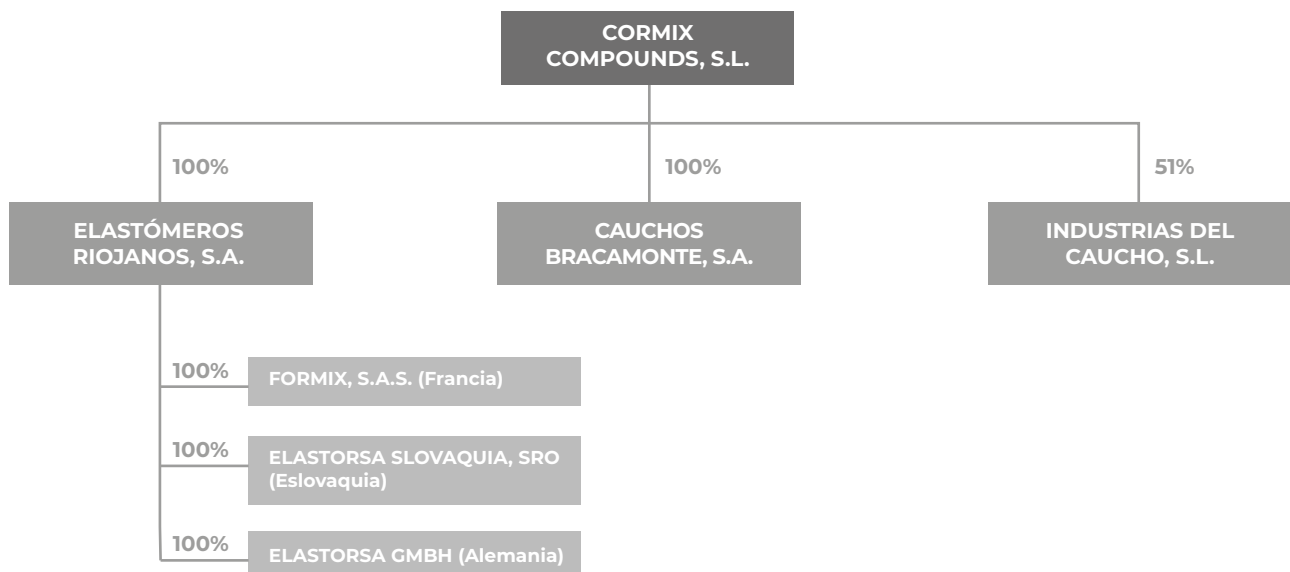 CORMIX
COMPOUNDS, S.L.
100%
100%
51%
ELASTÓMEROS
RIOJANOS, S.A.
CAUCHOS
BRACAMONTE, S.A.
INDUSTRIAS DEL
CAUCHO, S.L.
100%
FORMIX, S.A.S. (Francia)
100%
ELASTORSA SLOVAQUIA, SRO
(Eslovaquia)
100%
ELASTORSA GMBH (Alemania)